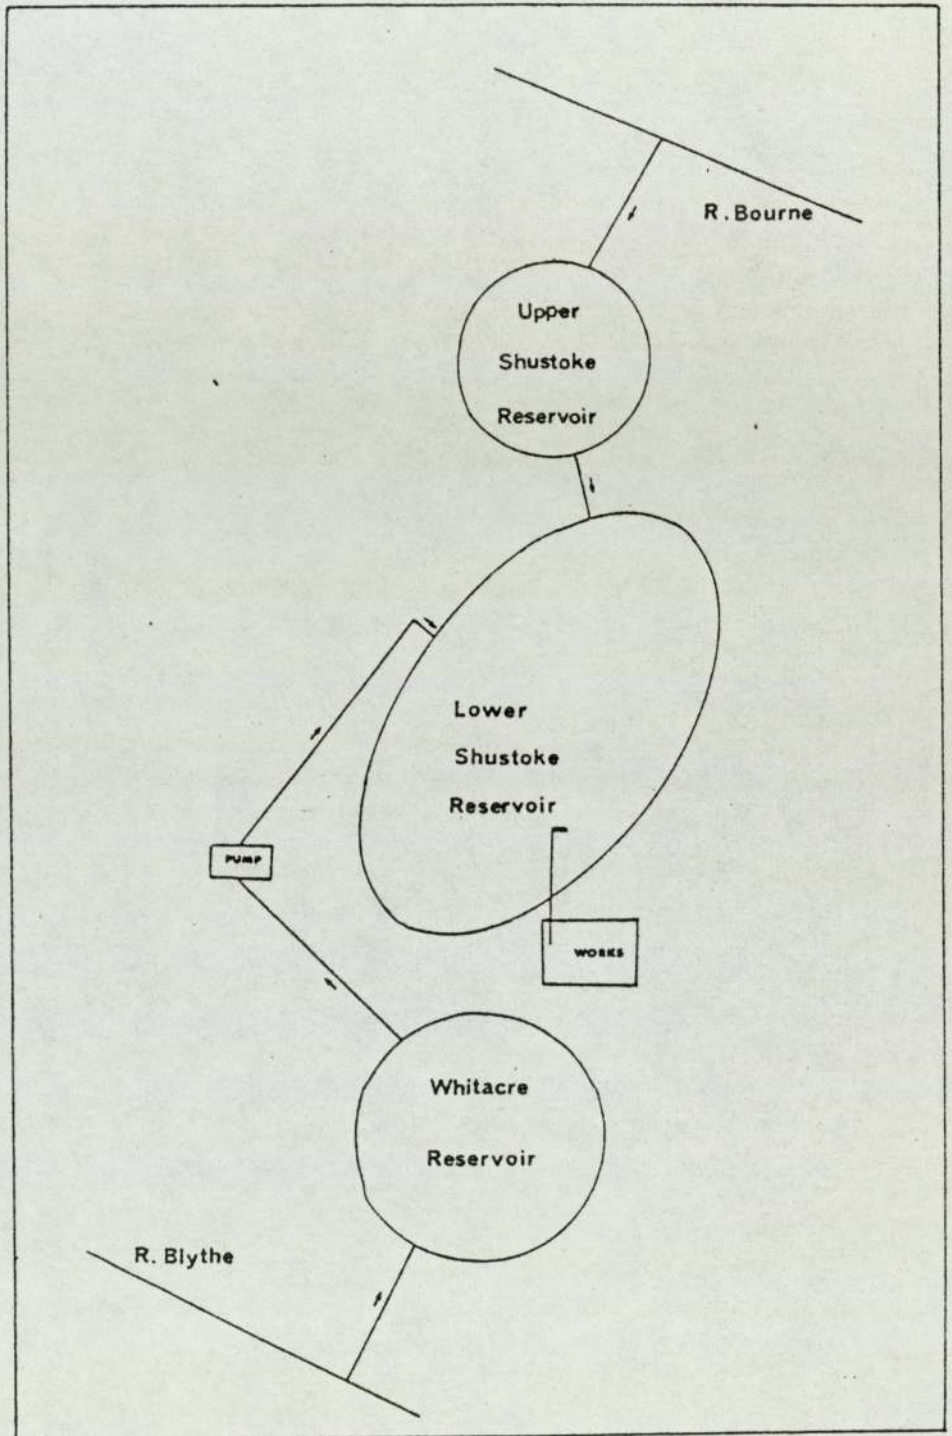 R. Bourne
Upper
Shustoke
Reservoir
Lower
Shustoke
Reservoir
PUMP
WORKS
Whitacre
Reservoir
R. Blythe